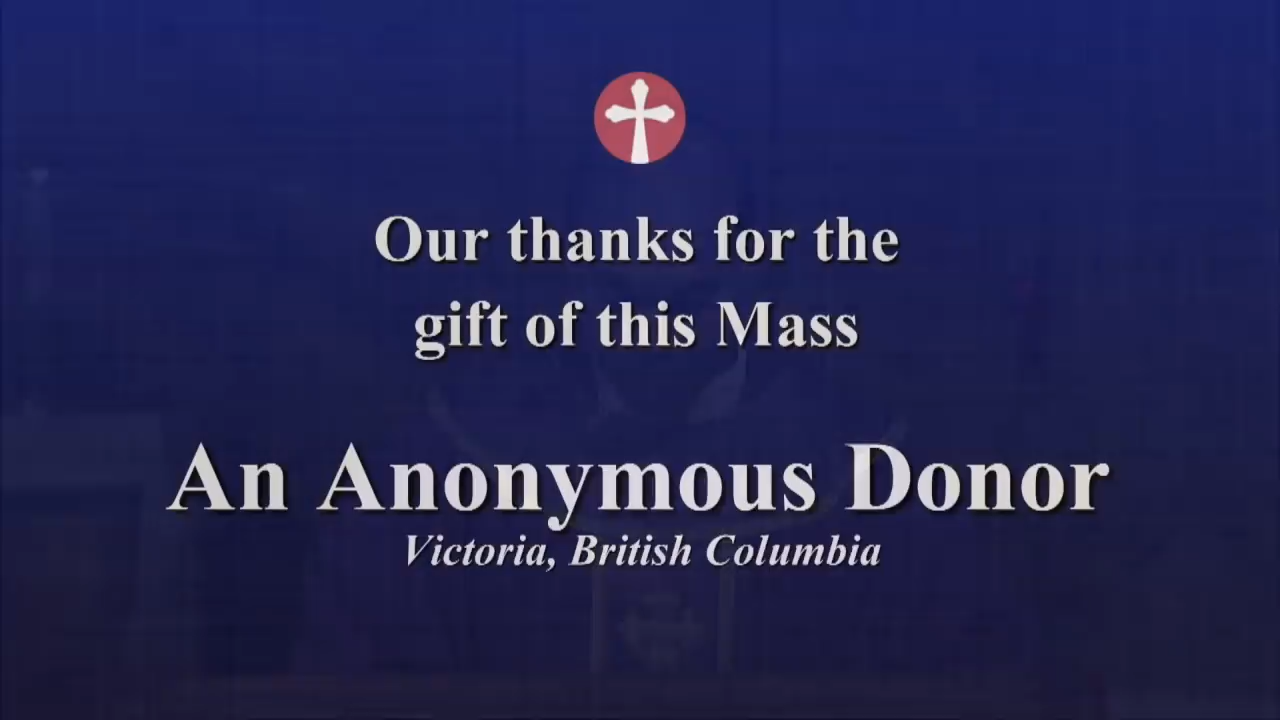 Our thanks for the
gift of this Mass
An Anonymous Donor
Victoria, British Columbia